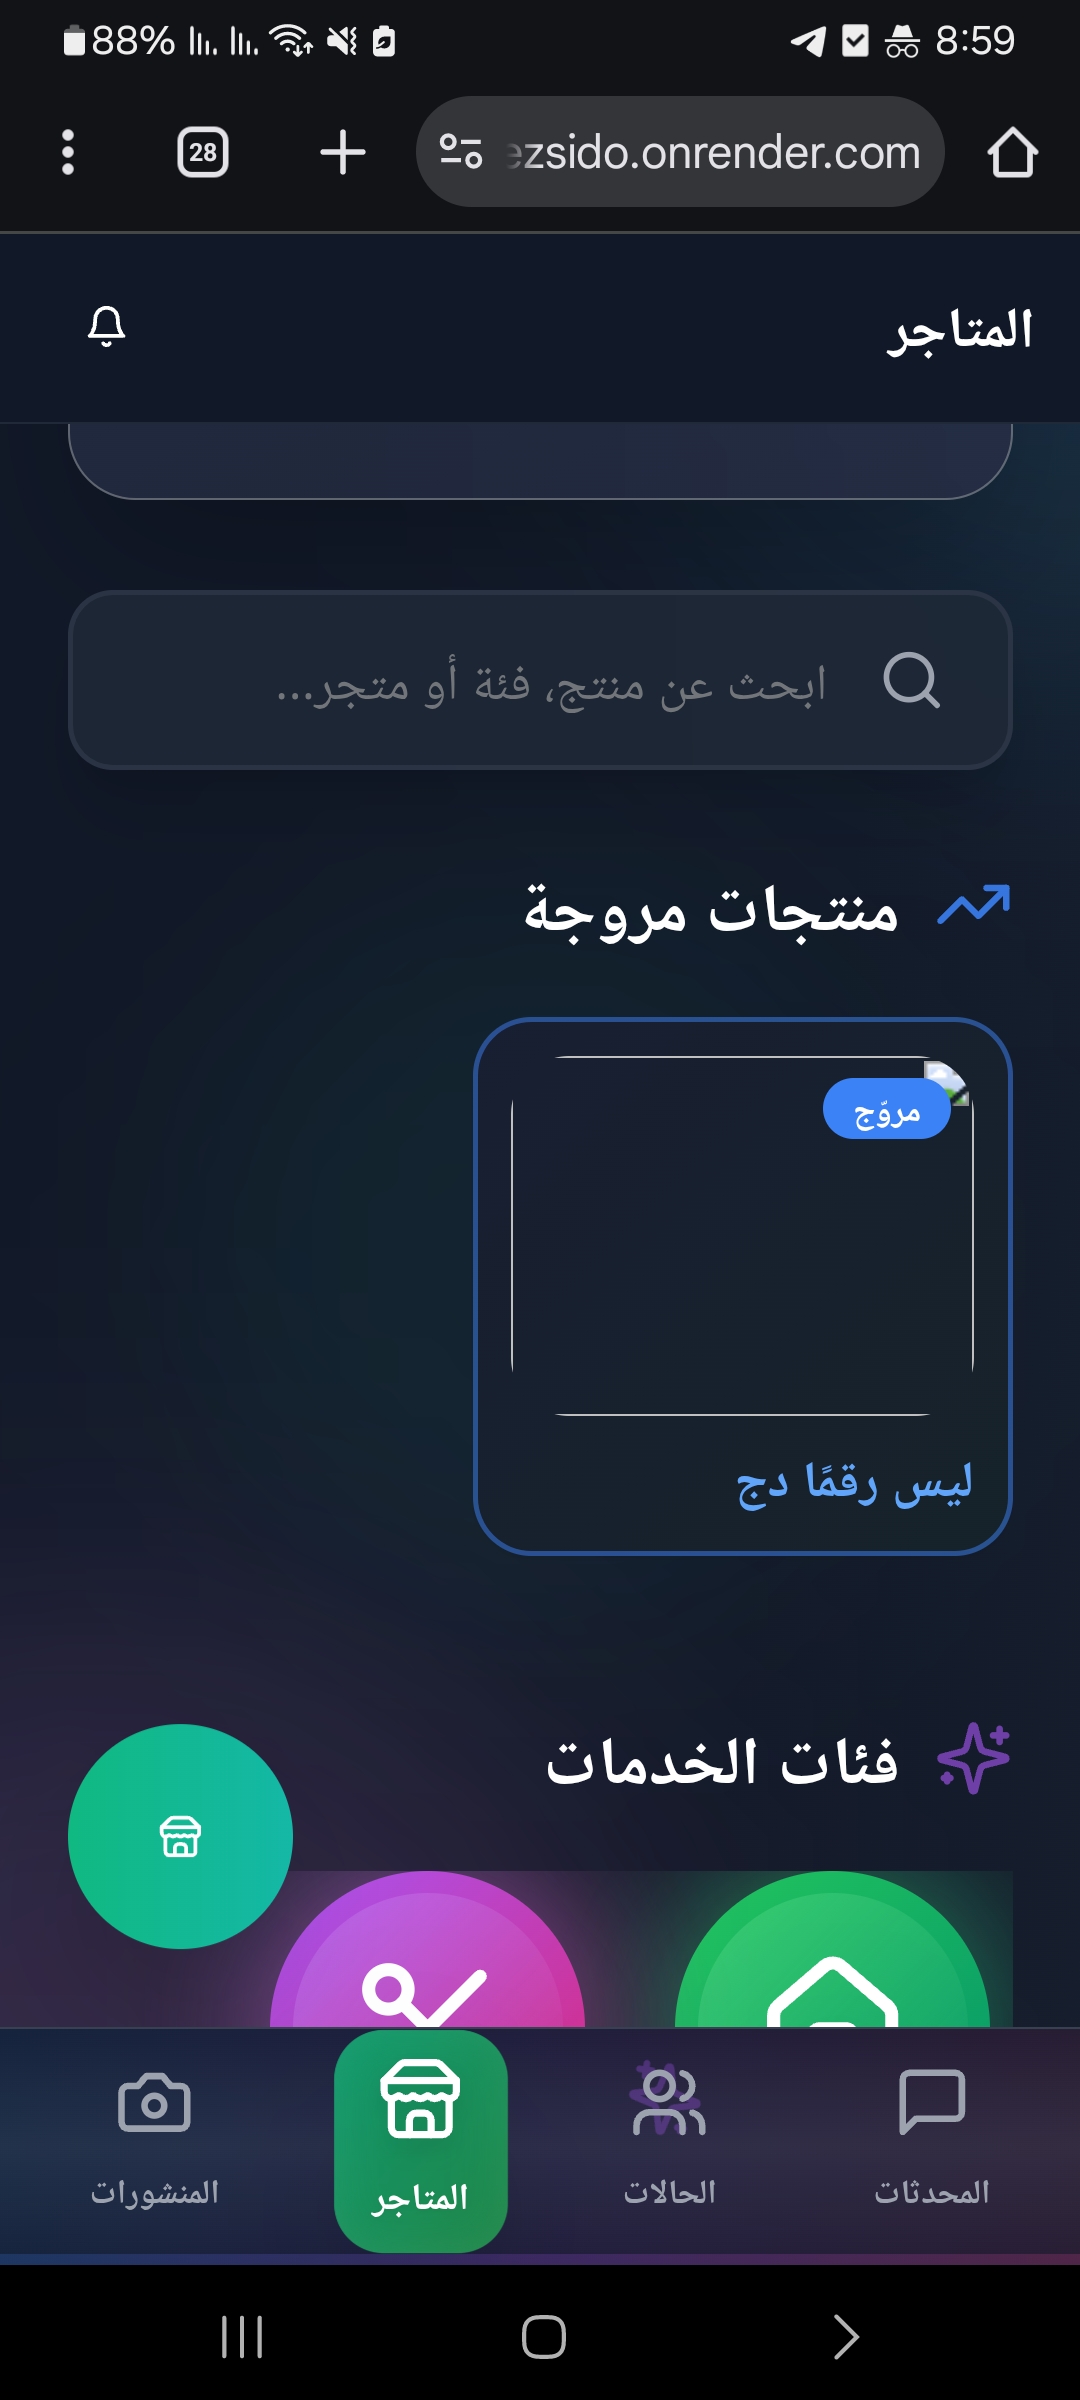 88%
8:59
28
ezsido.onrender.com
المتاجر
ابحث عن منتج، فئة أو متجر...
منتجات مروجة
مروّج
ليس رقمًا دج
فئات الخدمات
المحدثات
الحالات
المتاجر
المنشورات